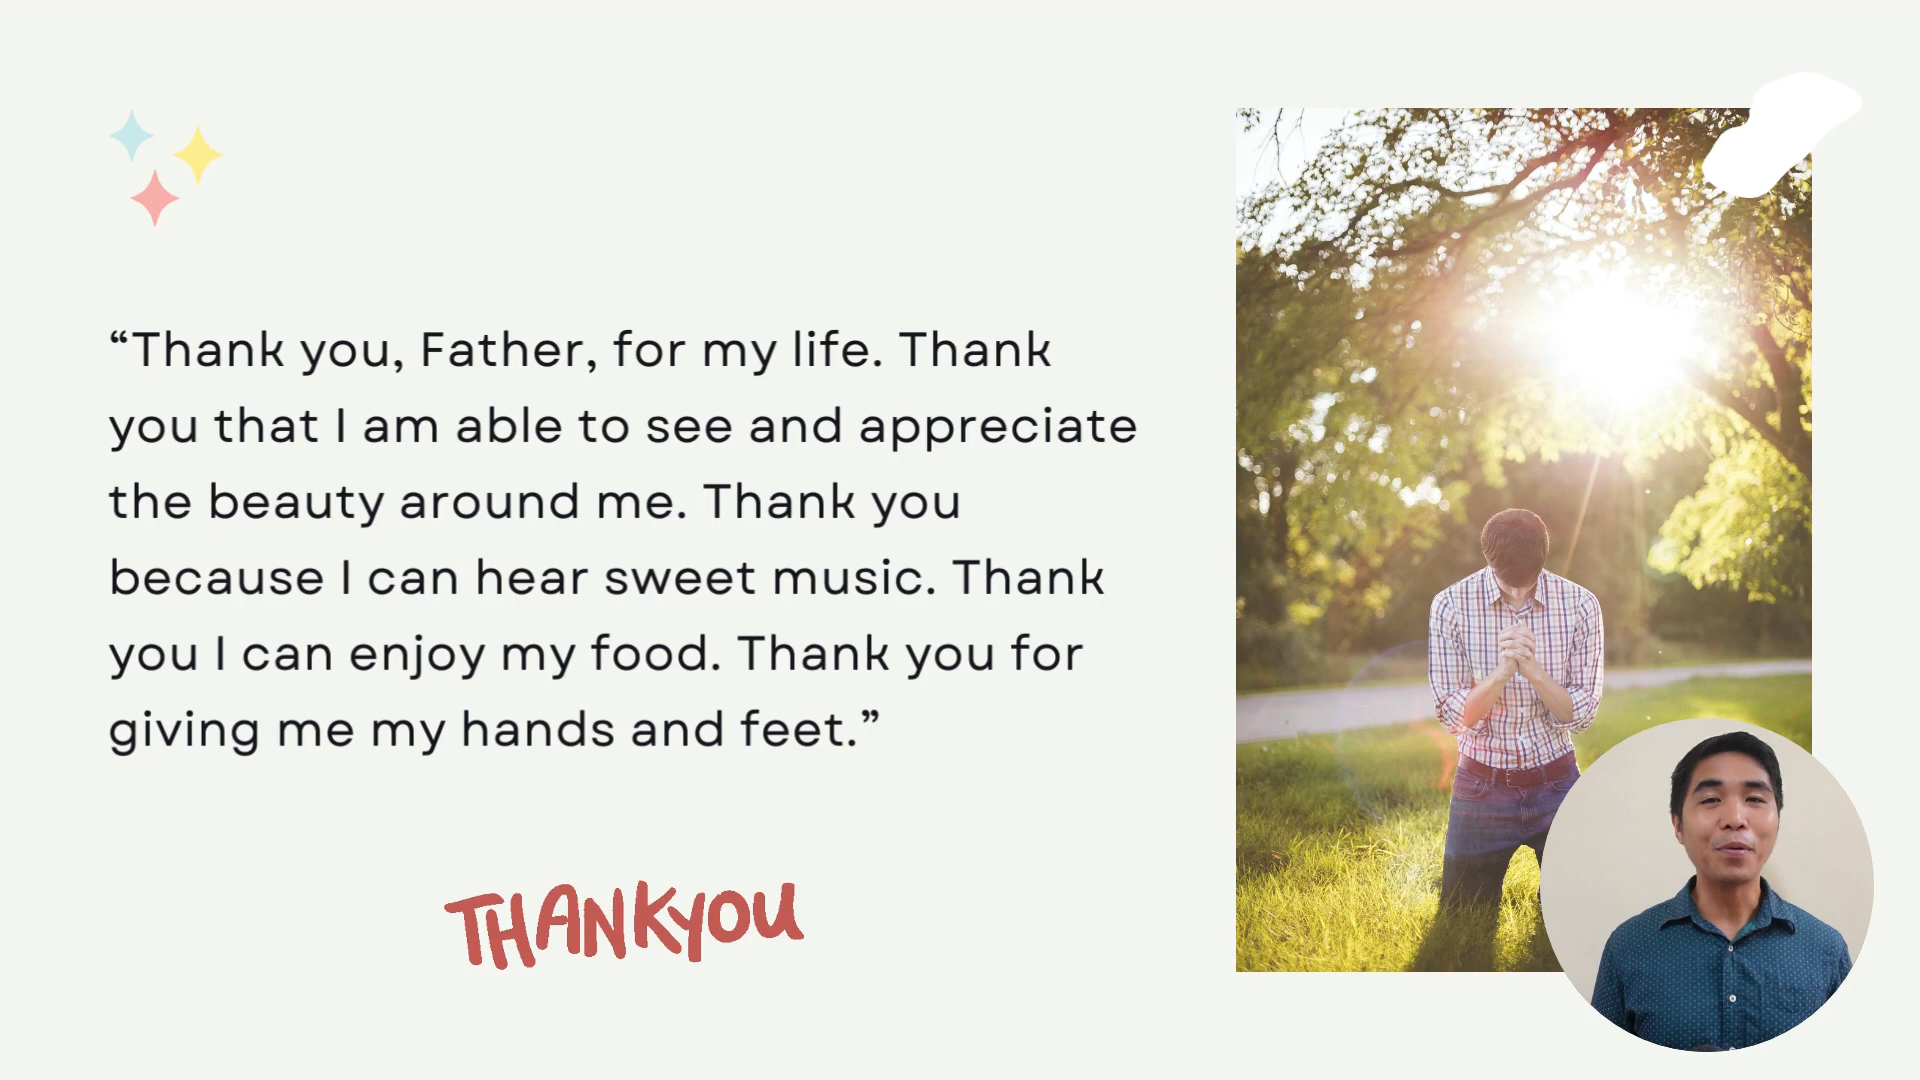 “Thank you, Father, for my life. Thank
you that I am able to see and appreciate
the beauty around me. Thank you
because I can hear sweet music. Thank
you I can enjoy my food. Thank you for
giving me my hands and feet.”
THANKYOU